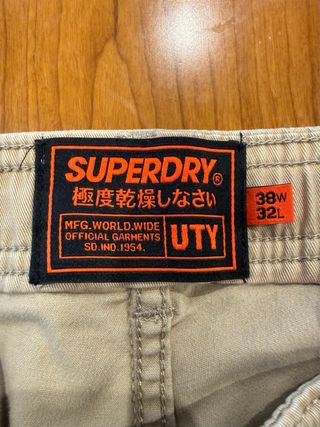 SUPERDRY®
極度乾燥しなさい
MFG. WORLD. WIDE
OFFICIAL GARMENTS
SD. IND. 1954.
UTY
38W
32L